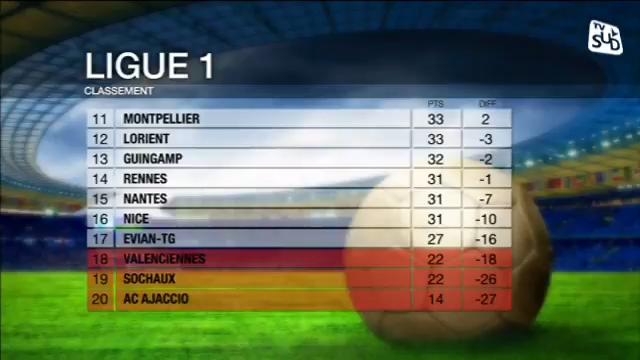 TV
SUD
LIGUE 1
CLASSEMENT
PTS DIFF
11 MONTPELLIER 33 2
12 LORIENT 33 -3
13 GUINGAMP 32 -2
14 RENNES 31 -1
15 NANTES 31 -7
16 NICE 31 -10
17 EVIAN-TG 27 -16
18 VALENCIENNES 22 -18
19 SOCHAUX 22 -26
20 AC AJACCIO 14 -27